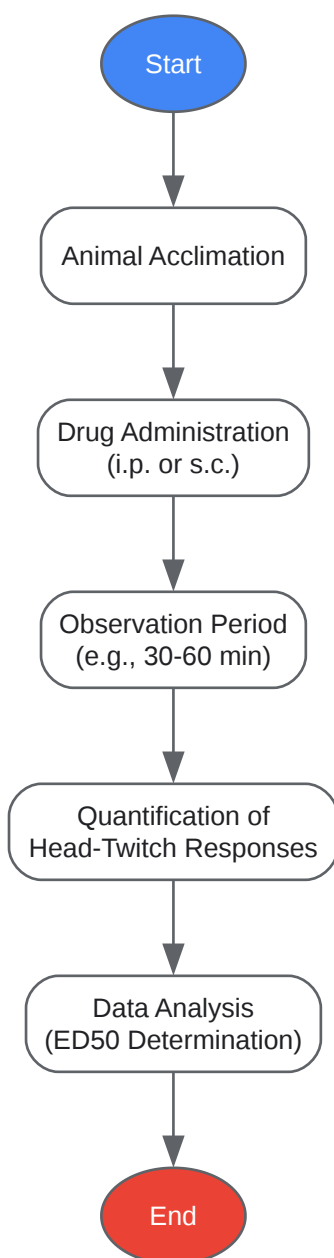 Start
Animal Acclimation
Drug Administration
(i.p. or s.c.)
Observation Period
(e.g., 30-60 min)
Quantification of
Head-Twitch Responses
Data Analysis
(ED50 Determination)
End